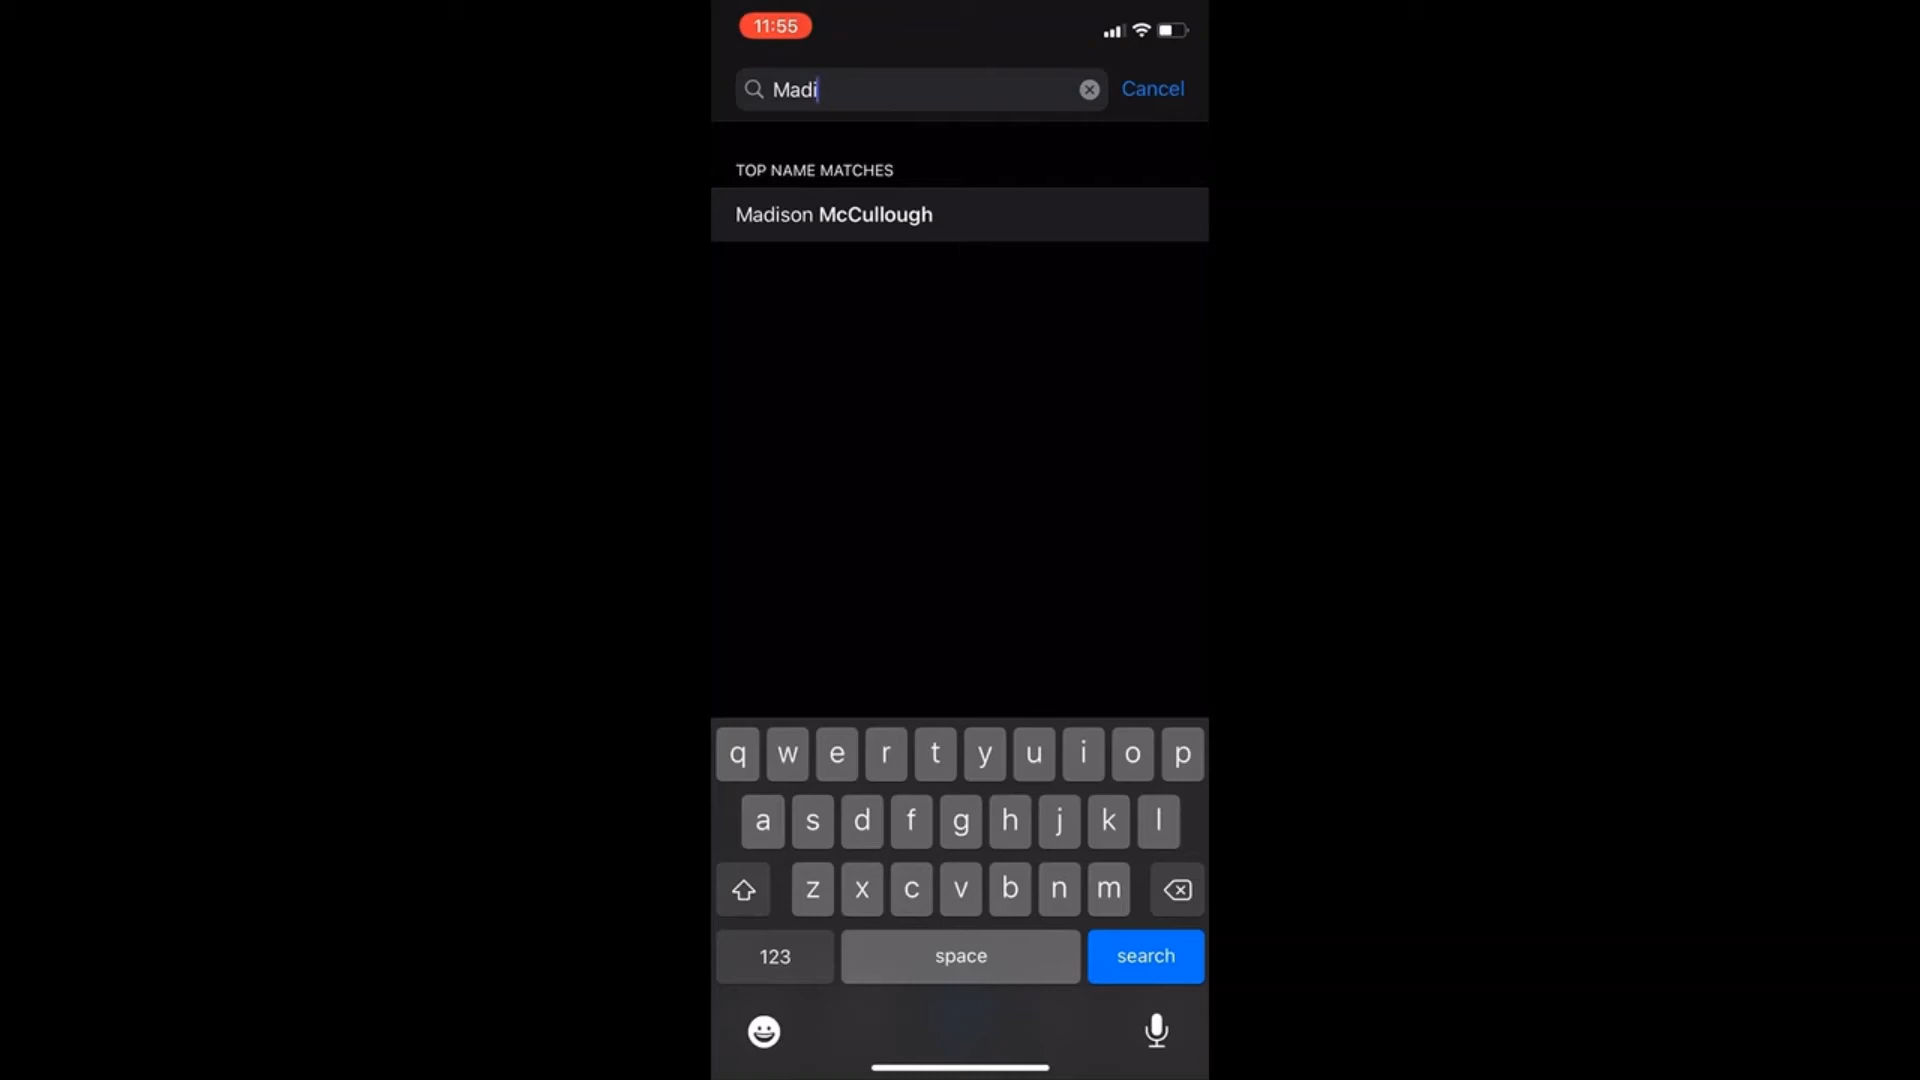 11:55
Madi
Cancel
TOP NAME MATCHES
Madison McCullough
q w e r t y u i o p
a s d f g h j k l
z x c v b n m
123 space search